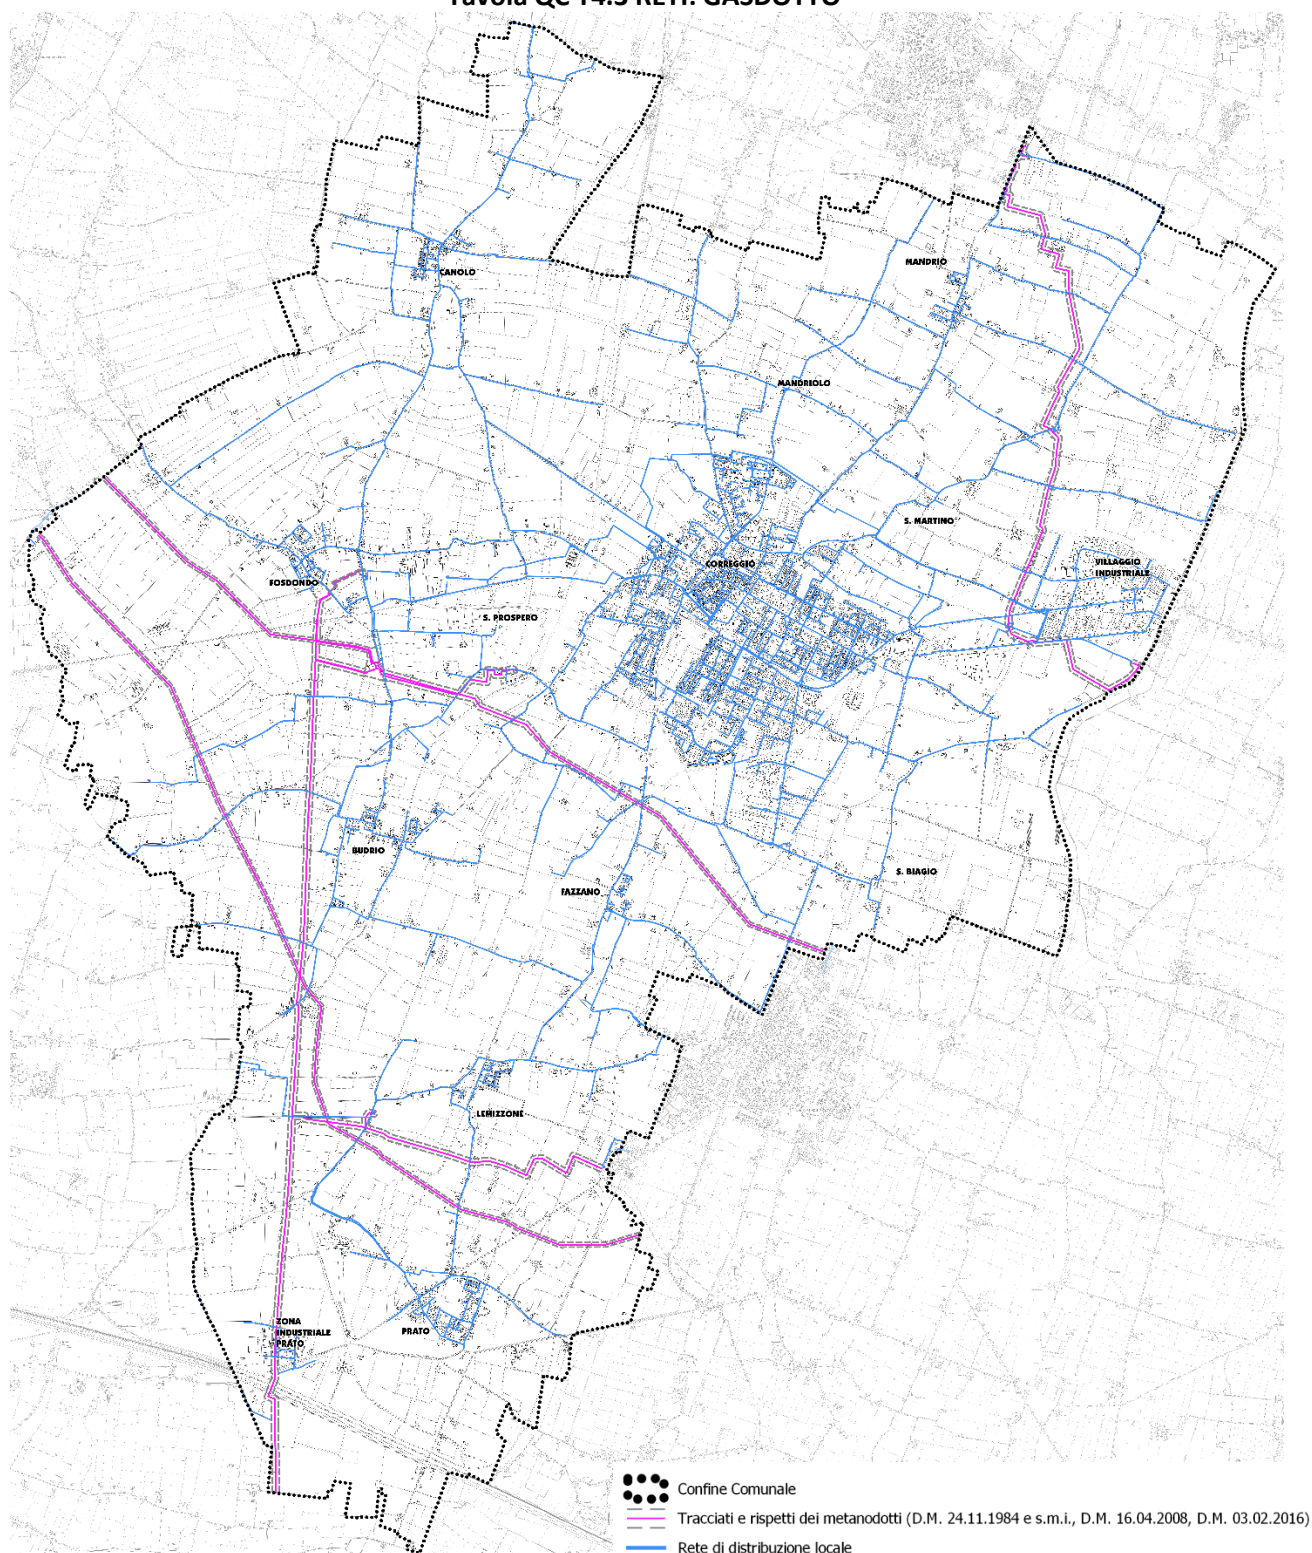 Tavola QC T4.3 RETI: GASDOTTO
CANOLO
MANDRIO
MANDRIOLO
S. MARTINO
CORREGGIO
VILLAGGIO
INDUSTRIALE
FOSDONDO
S. PROSPERO
BUDRIO
FAZZANO
S. BIAGIO
LEMIZZONE
ZONA
INDUSTRIALE
PRATO
PRATO
Confine Comunale
Tracciati e rispetti dei metanodotti (D.M. 24.11.1984 e s.m.i., D.M. 16.04.2008, D.M. 03.02.2016)
Rete di distribuzione locale